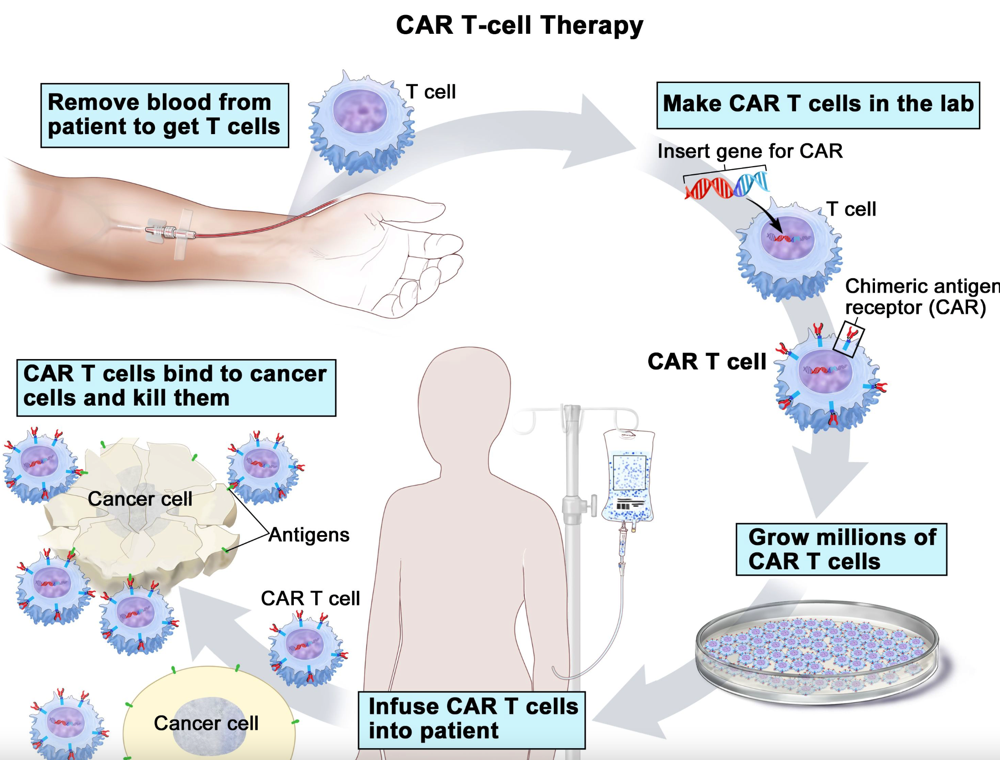 CAR T-cell Therapy
Remove blood from
patient to get T cells
T cell
Make CAR T cells in the lab
Insert gene for CAR
T cell
Chimeric antigen
receptor (CAR)
CAR T cell
Grow millions of
CAR T cells
Infuse CAR T cells
into patient
CAR T cell
CAR T cells bind to cancer
cells and kill them
Cancer cell
Antigens
Cancer cell